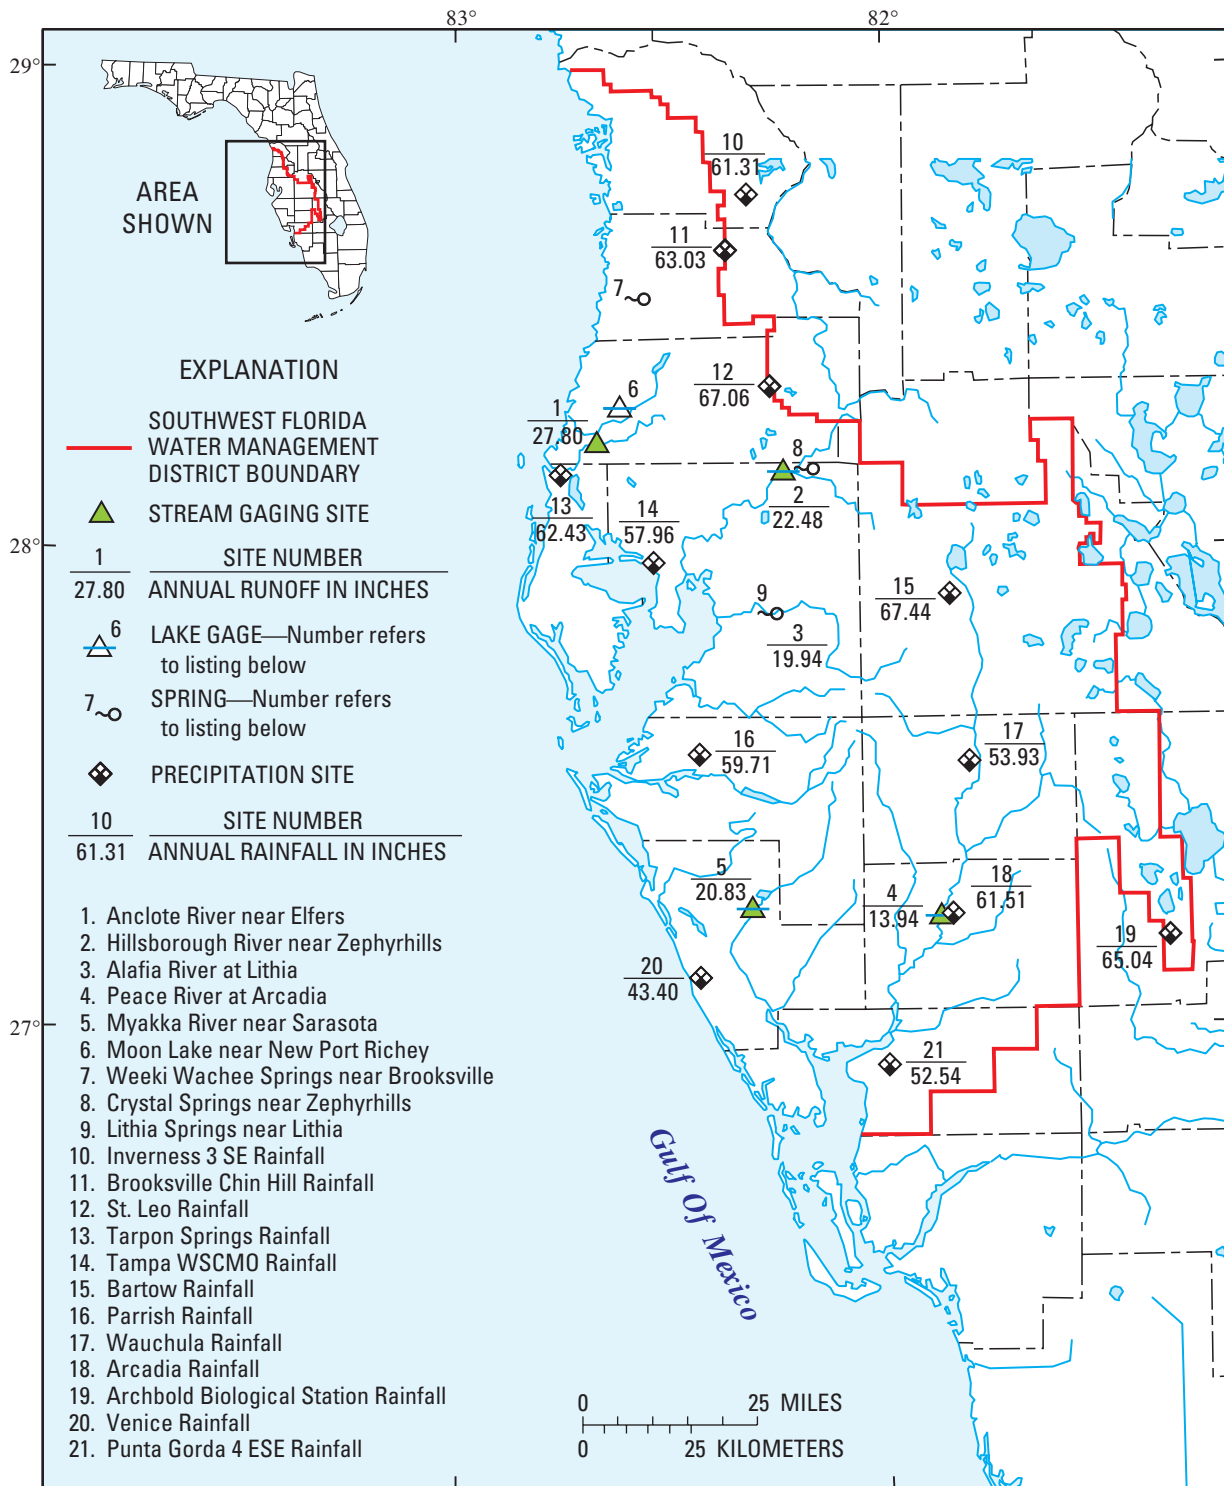 83°
82°
29°
28°
27°
AREA
SHOWN
EXPLANATION
SOUTHWEST FLORIDA
WATER MANAGEMENT
DISTRICT BOUNDARY
STREAM GAGING SITE
1 SITE NUMBER
27.80 ANNUAL RUNOFF IN INCHES
6 LAKE GAGE—Number refers
to listing below
7 SPRING—Number refers
to listing below
PRECIPITATION SITE
10 SITE NUMBER
61.31 ANNUAL RAINFALL IN INCHES
1. Anclote River near Elfers
2. Hillsborough River near Zephyrhills
3. Alafia River at Lithia
4. Peace River at Arcadia
5. Myakka River near Sarasota
6. Moon Lake near New Port Richey
7. Weeki Wachee Springs near Brooksville
8. Crystal Springs near Zephyrhills
9. Lithia Springs near Lithia
10. Inverness 3 SE Rainfall
11. Brooksville Chin Hill Rainfall
12. St. Leo Rainfall
13. Tarpon Springs Rainfall
14. Tampa WSCMO Rainfall
15. Bartow Rainfall
16. Parrish Rainfall
17. Wauchula Rainfall
18. Arcadia Rainfall
19. Archbold Biological Station Rainfall
20. Venice Rainfall
21. Punta Gorda 4 ESE Rainfall
10
61.31
11
63.03
7
12
67.06
6
1
27.80
8
2
22.48
13
62.43
14
57.96
15
67.44
9
3
19.94
16
59.71
17
53.93
5
20.83
4
13.94
18
61.51
19
65.04
20
43.40
21
52.54
Gulf Of Mexico
0 25 MILES
0 25 KILOMETERS